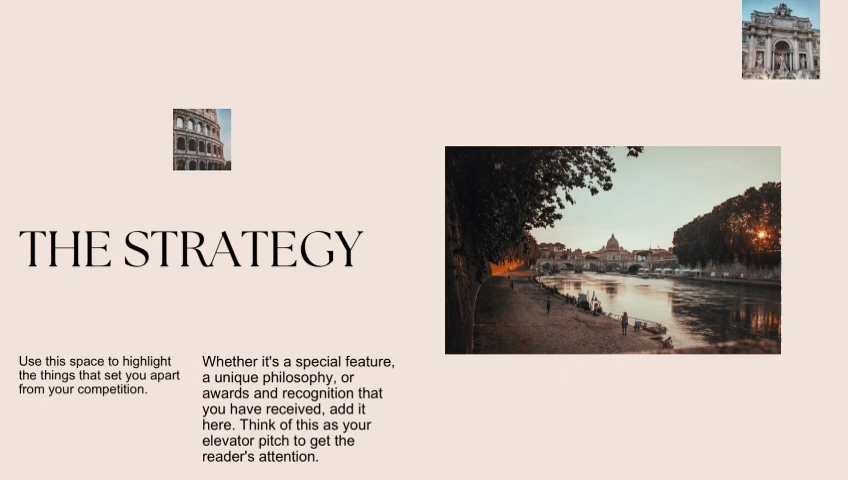 THE STRATEGY
Use this space to highlight
the things that set you apart
from your competition.
Whether it's a special feature,
a unique philosophy, or
awards and recognition that
you have received, add it
here. Think of this as your
elevator pitch to get the
reader's attention.